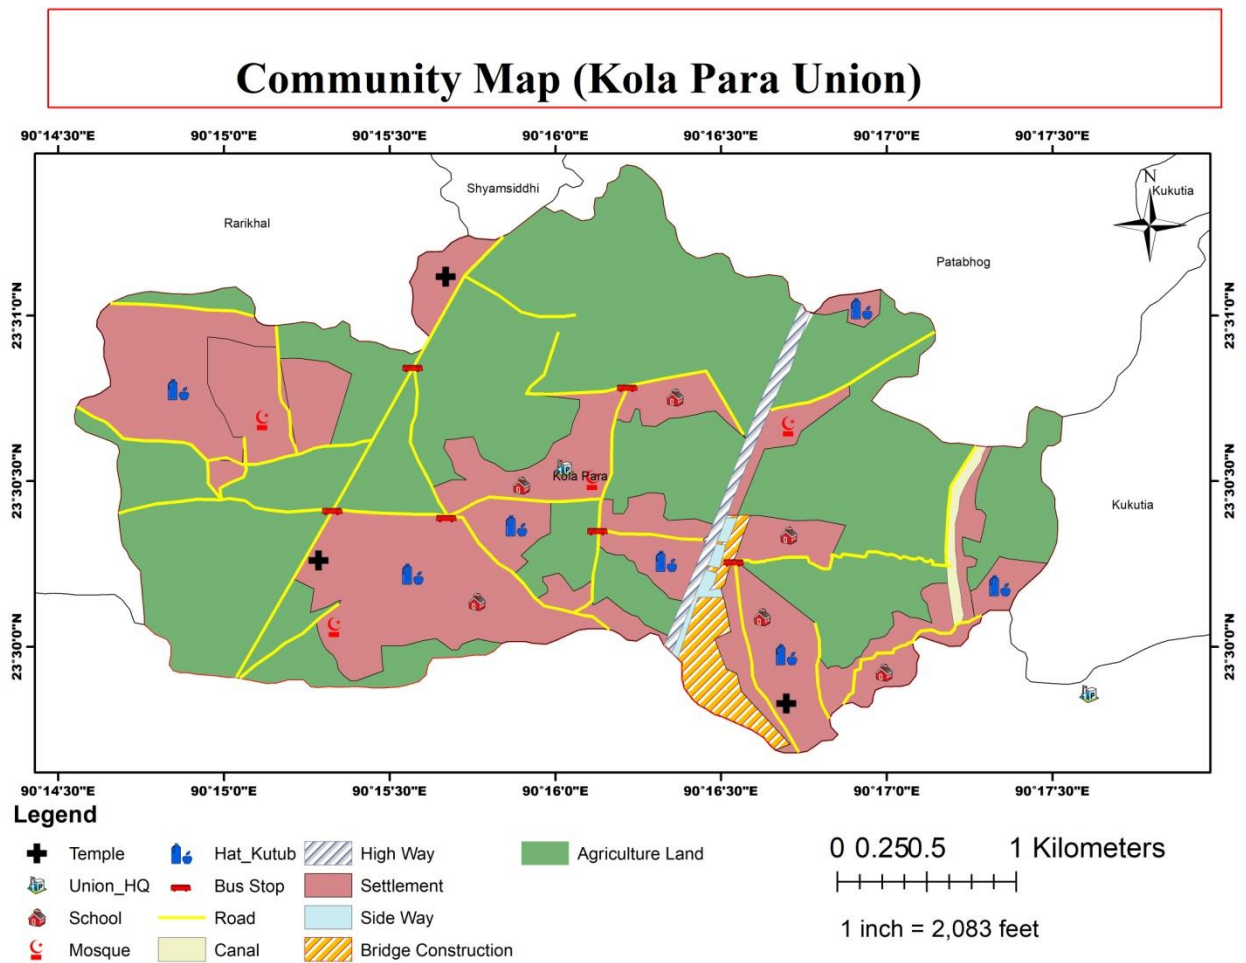 Community Map (Kola Para Union)
90°14'30"E 90°15'0"E 90°15'30"E 90°16'0"E 90°16'30"E 90°17'0"E 90°17'30"E
Shyamsiddhi
N
Kukutia
Rarikhal
Patabhog
23°31'0"N
23°31'0"N
Kola Para
23°30'30"N
23°30'30"N
Kukutia
23°30'0"N
23°30'0"N
90°14'30"E 90°15'0"E 90°15'30"E 90°16'0"E 90°16'30"E 90°17'0"E 90°17'30"E
Legend
Temple Hat_Kutub High Way Agriculture Land
Union_HQ Bus Stop Settlement
School Road Side Way
Mosque Canal Bridge Construction
0 0.25 0.5 1 Kilometers
1 inch = 2,083 feet